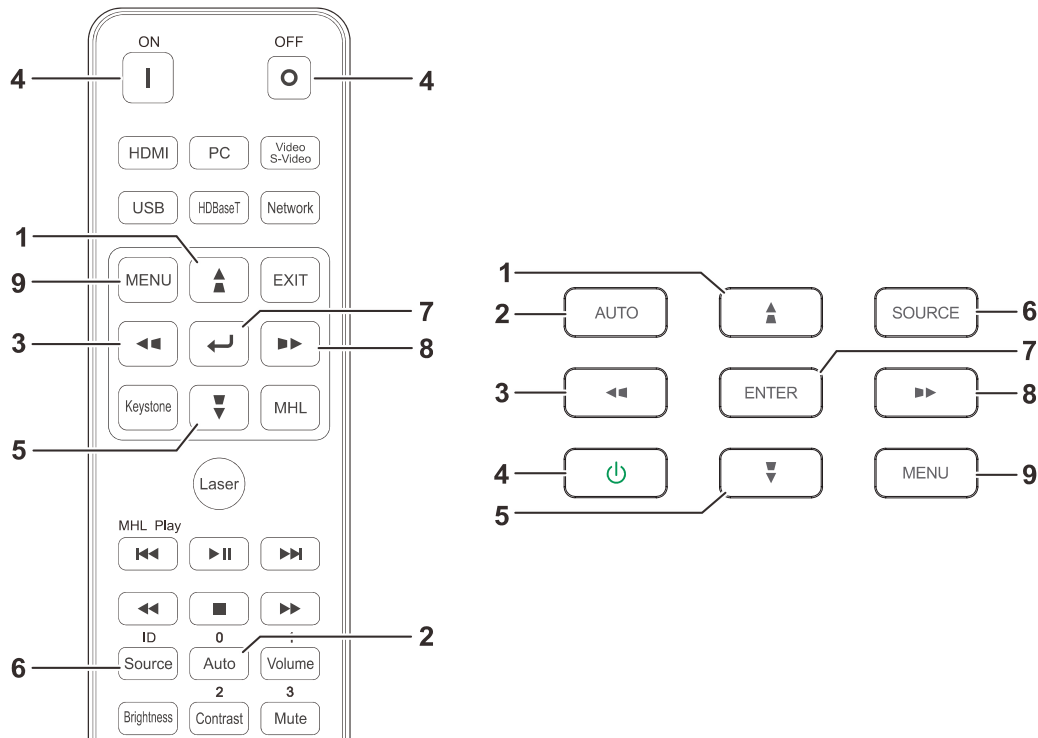 ON OFF
4 4
HDMI PC Video
S-Video
USB HDBaseT Network
1
9 MENU EXIT
7
3 8
Keystone MHL
5
Laser
MHL Play
ID 0
2
6 Source Auto Volume
2 3
Brightness Contrast Mute
1
2 AUTO SOURCE 6
7
3 ENTER 8
4 MENU 9
5